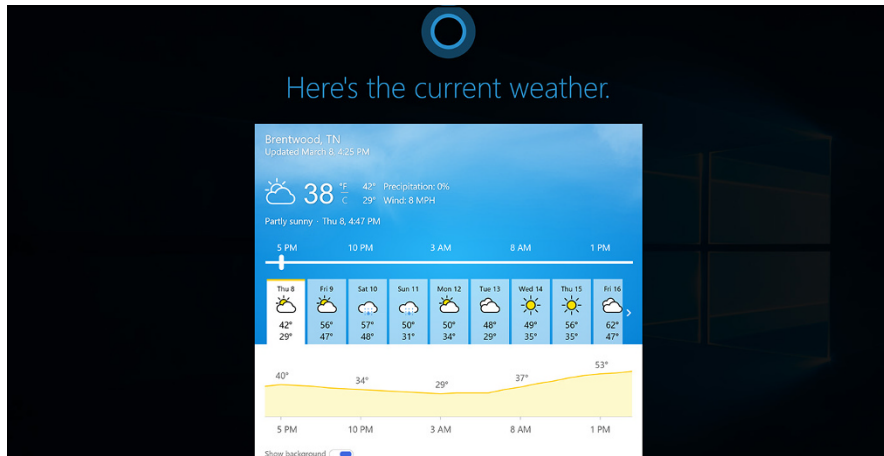 Here's the current weather.
Brentwood, TN
Updated March 8, 4:25 PM
38 °F C 42° Precipitation: 0%
29° Wind: 8 MPH
Partly sunny · Thu 8, 4:47 PM
5 PM 10 PM 3 AM 8 AM 1 PM
Thu 8 Fri 9 Sat 10 Sun 11 Mon 12 Tue 13 Wed 14 Thu 15 Fri 16
42° 56° 57° 50° 50° 48° 49° 56° 62°
29° 47° 48° 31° 34° 29° 35° 35° 47°
40° 34° 29° 37° 53°
5 PM 10 PM 3 AM 8 AM 1 PM
Show background